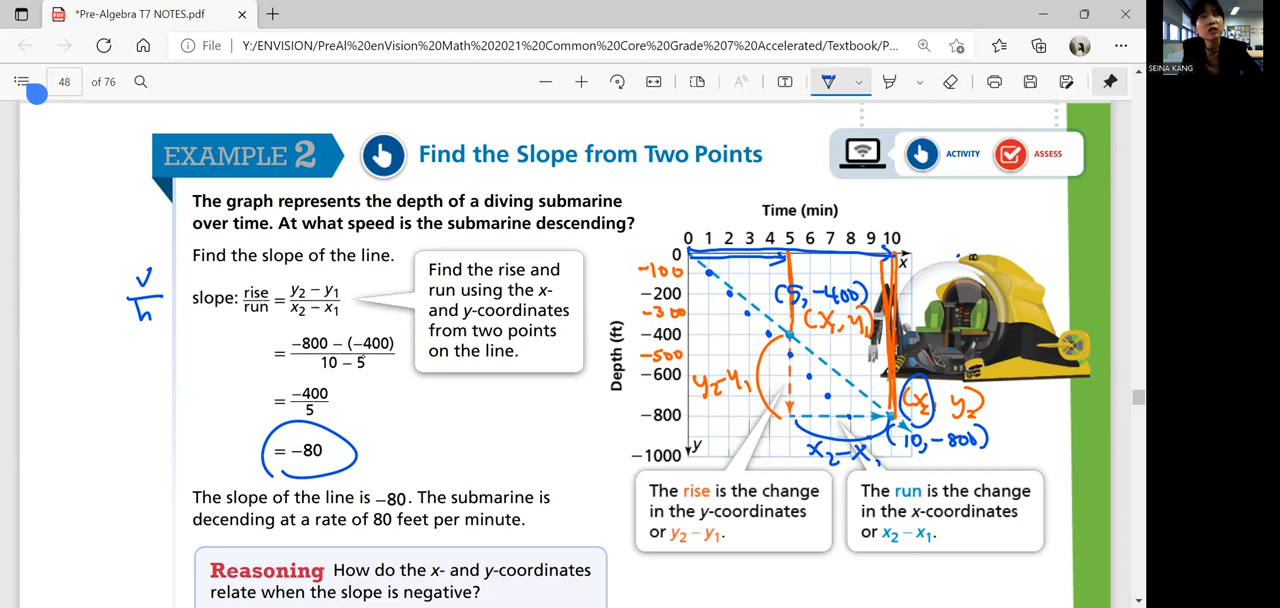 *Pre-Algebra T7 NOTES.pdf
File
Y:/ENVISION/PreAl%20enVision%20Math%202021%20Common%20Core%20Grade%207%20Accelerated/Textbook/P...
SEINA KANG
48
of 76
EXAMPLE 2
Find the Slope from Two Points
ACTIVITY
ASSESS
The graph represents the depth of a diving submarine
over time. At what speed is the submarine descending?
Find the slope of the line.
slope: rise/run = y₂ − y₁/x₂ − x₁
= −800 − (−400)/10 − 5
= −400/5
= −80
v/h
Find the rise and
run using the x-
and y-coordinates
from two points
on the line.
The slope of the line is −80. The submarine is
decending at a rate of 80 feet per minute.
Reasoning How do the x- and y-coordinates
relate when the slope is negative?
Time (min)
0 1 2 3 4 5 6 7 8 9 10
x
0
−100
−200
−300
−400
−500
−600
−800
−1000
y
Depth (ft)
(5, −400)
(x₁, y₁)
y₂−y₁
(x₂ y₂)
(10, −800)
x₂−x₁
The rise is the change
in the y-coordinates
or y₂ − y₁.
The run is the change
in the x-coordinates
or x₂ − x₁.